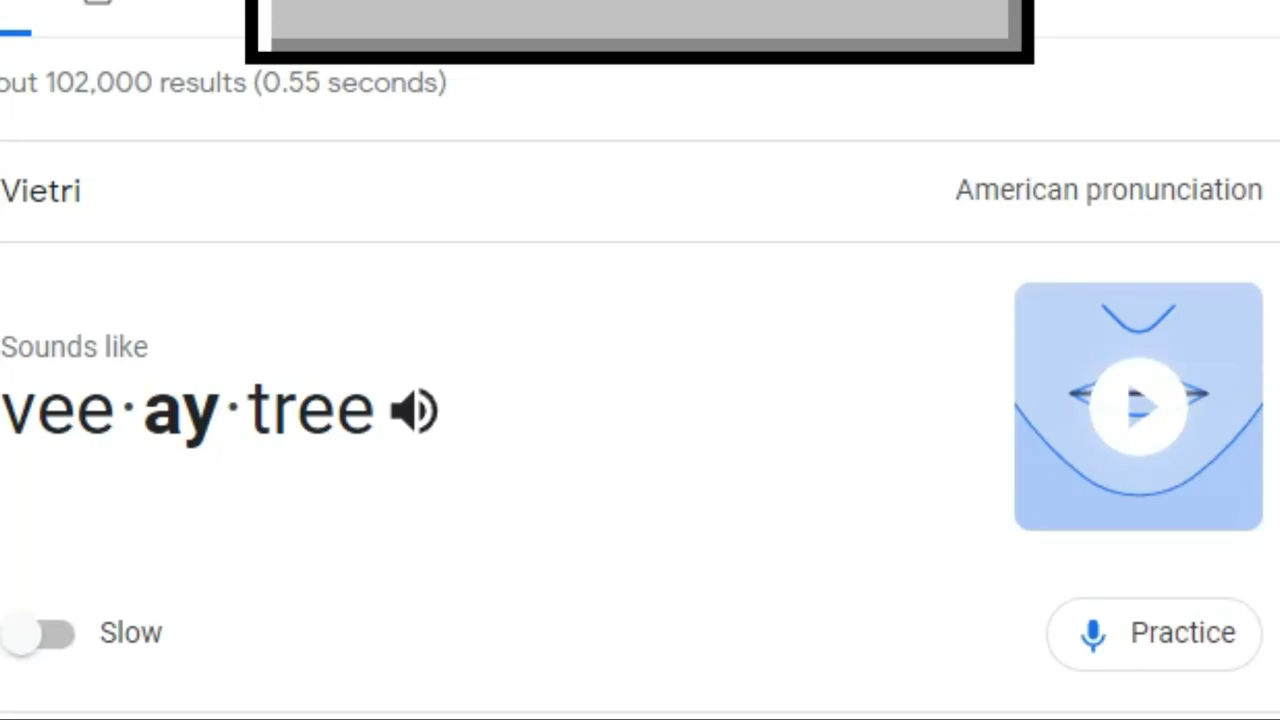 out 102,000 results (0.55 seconds)
Vietri
American pronunciation
Sounds like
vee·ay·tree
Slow
Practice